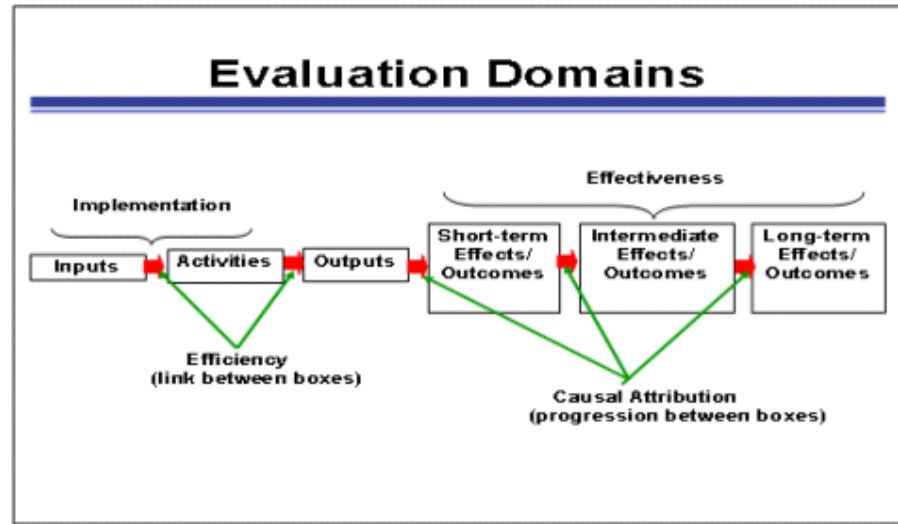 Evaluation Domains
Implementation
Effectiveness
Inputs
Activities
Outputs
Short-term
Effects/
Outcomes
Intermediate
Effects/
Outcomes
Long-term
Effects/
Outcomes
Efficiency
(link between boxes)
Causal Attribution
(progression between boxes)